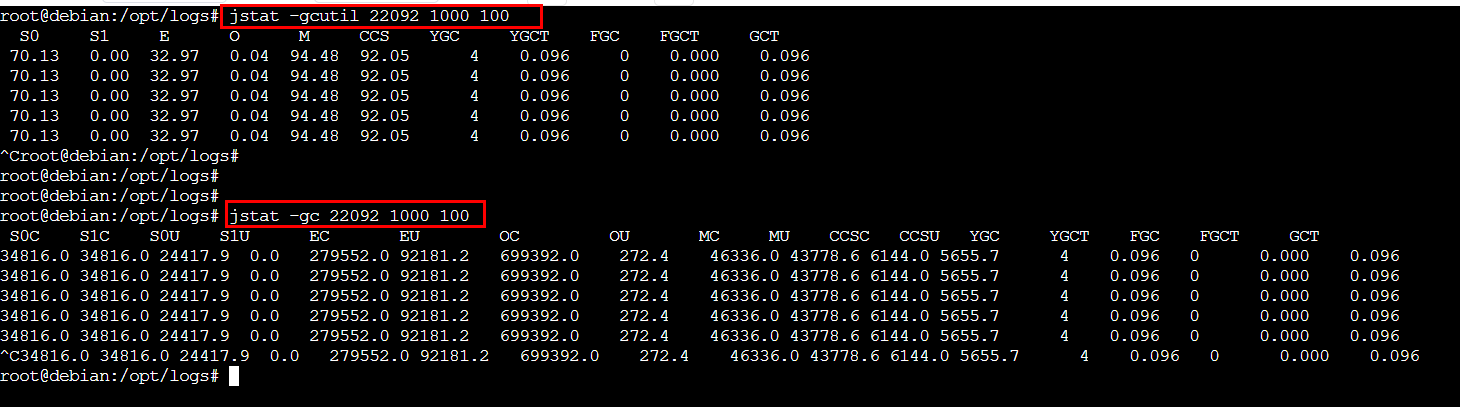 root@debian:/opt/logs# jstat -gcutil 22092 1000 100
S0 S1 E O M CCS YGC YGCT FGC FGCT GCT
70.13 0.00 32.97 0.04 94.48 92.05 4 0.096 0 0.000 0.096
70.13 0.00 32.97 0.04 94.48 92.05 4 0.096 0 0.000 0.096
70.13 0.00 32.97 0.04 94.48 92.05 4 0.096 0 0.000 0.096
70.13 0.00 32.97 0.04 94.48 92.05 4 0.096 0 0.000 0.096
70.13 0.00 32.97 0.04 94.48 92.05 4 0.096 0 0.000 0.096
^Croot@debian:/opt/logs#
root@debian:/opt/logs#
root@debian:/opt/logs#
root@debian:/opt/logs# jstat -gc 22092 1000 100
S0C S1C S0U S1U EC EU OC OU MC MU CCSC CCSU YGC YGCT FGC FGCT GCT
34816.0 34816.0 24417.9 0.0 279552.0 92181.2 699392.0 272.4 46336.0 43778.6 6144.0 5655.7 4 0.096 0 0.000 0.096
34816.0 34816.0 24417.9 0.0 279552.0 92181.2 699392.0 272.4 46336.0 43778.6 6144.0 5655.7 4 0.096 0 0.000 0.096
34816.0 34816.0 24417.9 0.0 279552.0 92181.2 699392.0 272.4 46336.0 43778.6 6144.0 5655.7 4 0.096 0 0.000 0.096
34816.0 34816.0 24417.9 0.0 279552.0 92181.2 699392.0 272.4 46336.0 43778.6 6144.0 5655.7 4 0.096 0 0.000 0.096
34816.0 34816.0 24417.9 0.0 279552.0 92181.2 699392.0 272.4 46336.0 43778.6 6144.0 5655.7 4 0.096 0 0.000 0.096
^C34816.0 34816.0 24417.9 0.0 279552.0 92181.2 699392.0 272.4 46336.0 43778.6 6144.0 5655.7 4 0.096 0 0.000 0.096
root@debian:/opt/logs#